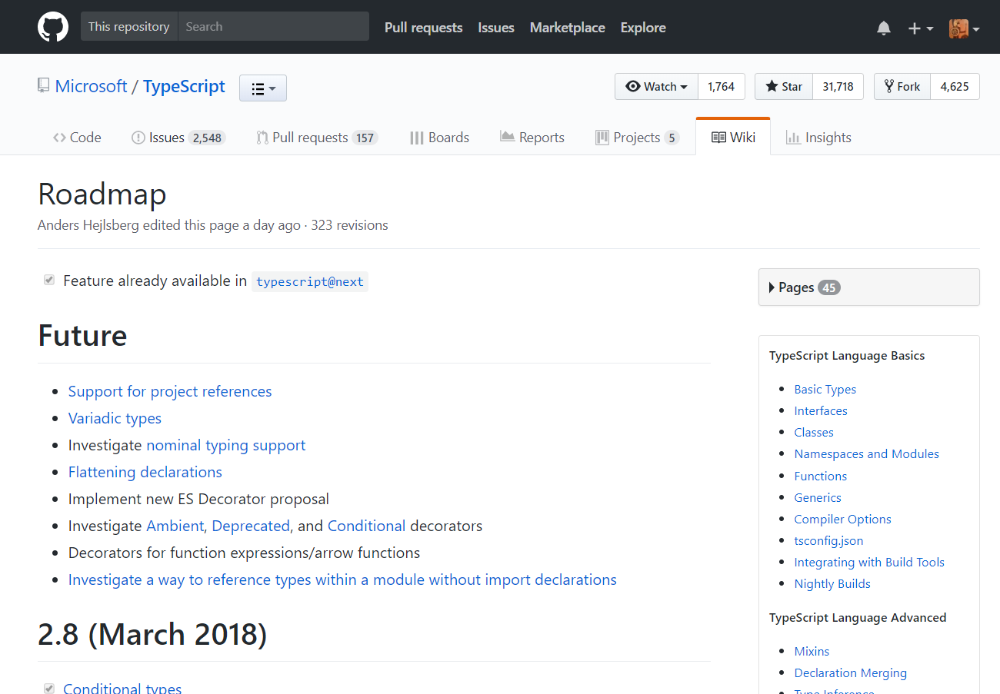 This repository Search Pull requests Issues Marketplace Explore
Microsoft / TypeScript Watch 1,764 Star 31,718 Fork 4,625
Code Issues 2,548 Pull requests 157 Boards Reports Projects 5 Wiki Insights
Roadmap
Anders Hejlsberg edited this page a day ago · 323 revisions
Feature already available in typescript@next
Future
Support for project references
Variadic types
Investigate nominal typing support
Flattening declarations
Implement new ES Decorator proposal
Investigate Ambient, Deprecated, and Conditional decorators
Decorators for function expressions/arrow functions
Investigate a way to reference types within a module without import declarations
2.8 (March 2018)
Conditional types
Pages 45
TypeScript Language Basics
Basic Types
Interfaces
Classes
Namespaces and Modules
Functions
Generics
Compiler Options
tsconfig.json
Integrating with Build Tools
Nightly Builds
TypeScript Language Advanced
Mixins
Declaration Merging
Type Inference